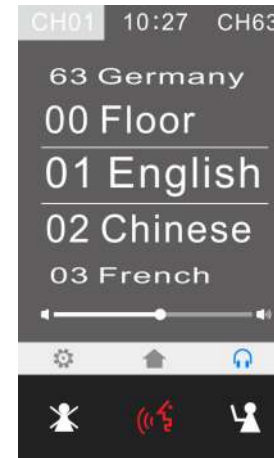 CH01 10:27 CH63
63 Germany
00 Floor
01 English
02 Chinese
03 French